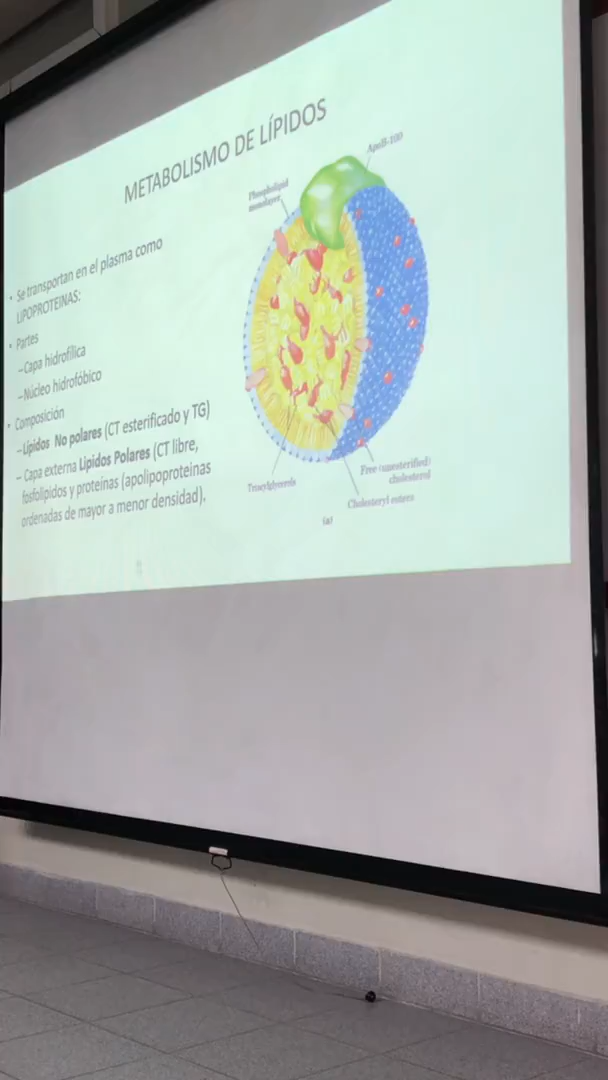 METABOLISMO DE LÍPIDOS
• Se transportan en el plasma como
LIPOPROTEINAS:
• Partes
–Capa hidrofílica
–Núcleo hidrofóbico
• Composición
–Lípidos No polares (CT esterificado y TG)
– Capa externa Lípidos Polares (CT libre,
fosfolípidos y proteínas (apolipoproteinas
ordenadas de mayor a menor densidad).
ApoB-100
Phospholipid
monolayer
Triacylglycerols
Free (unesterified)
cholesterol
Cholesteryl esters
(a)